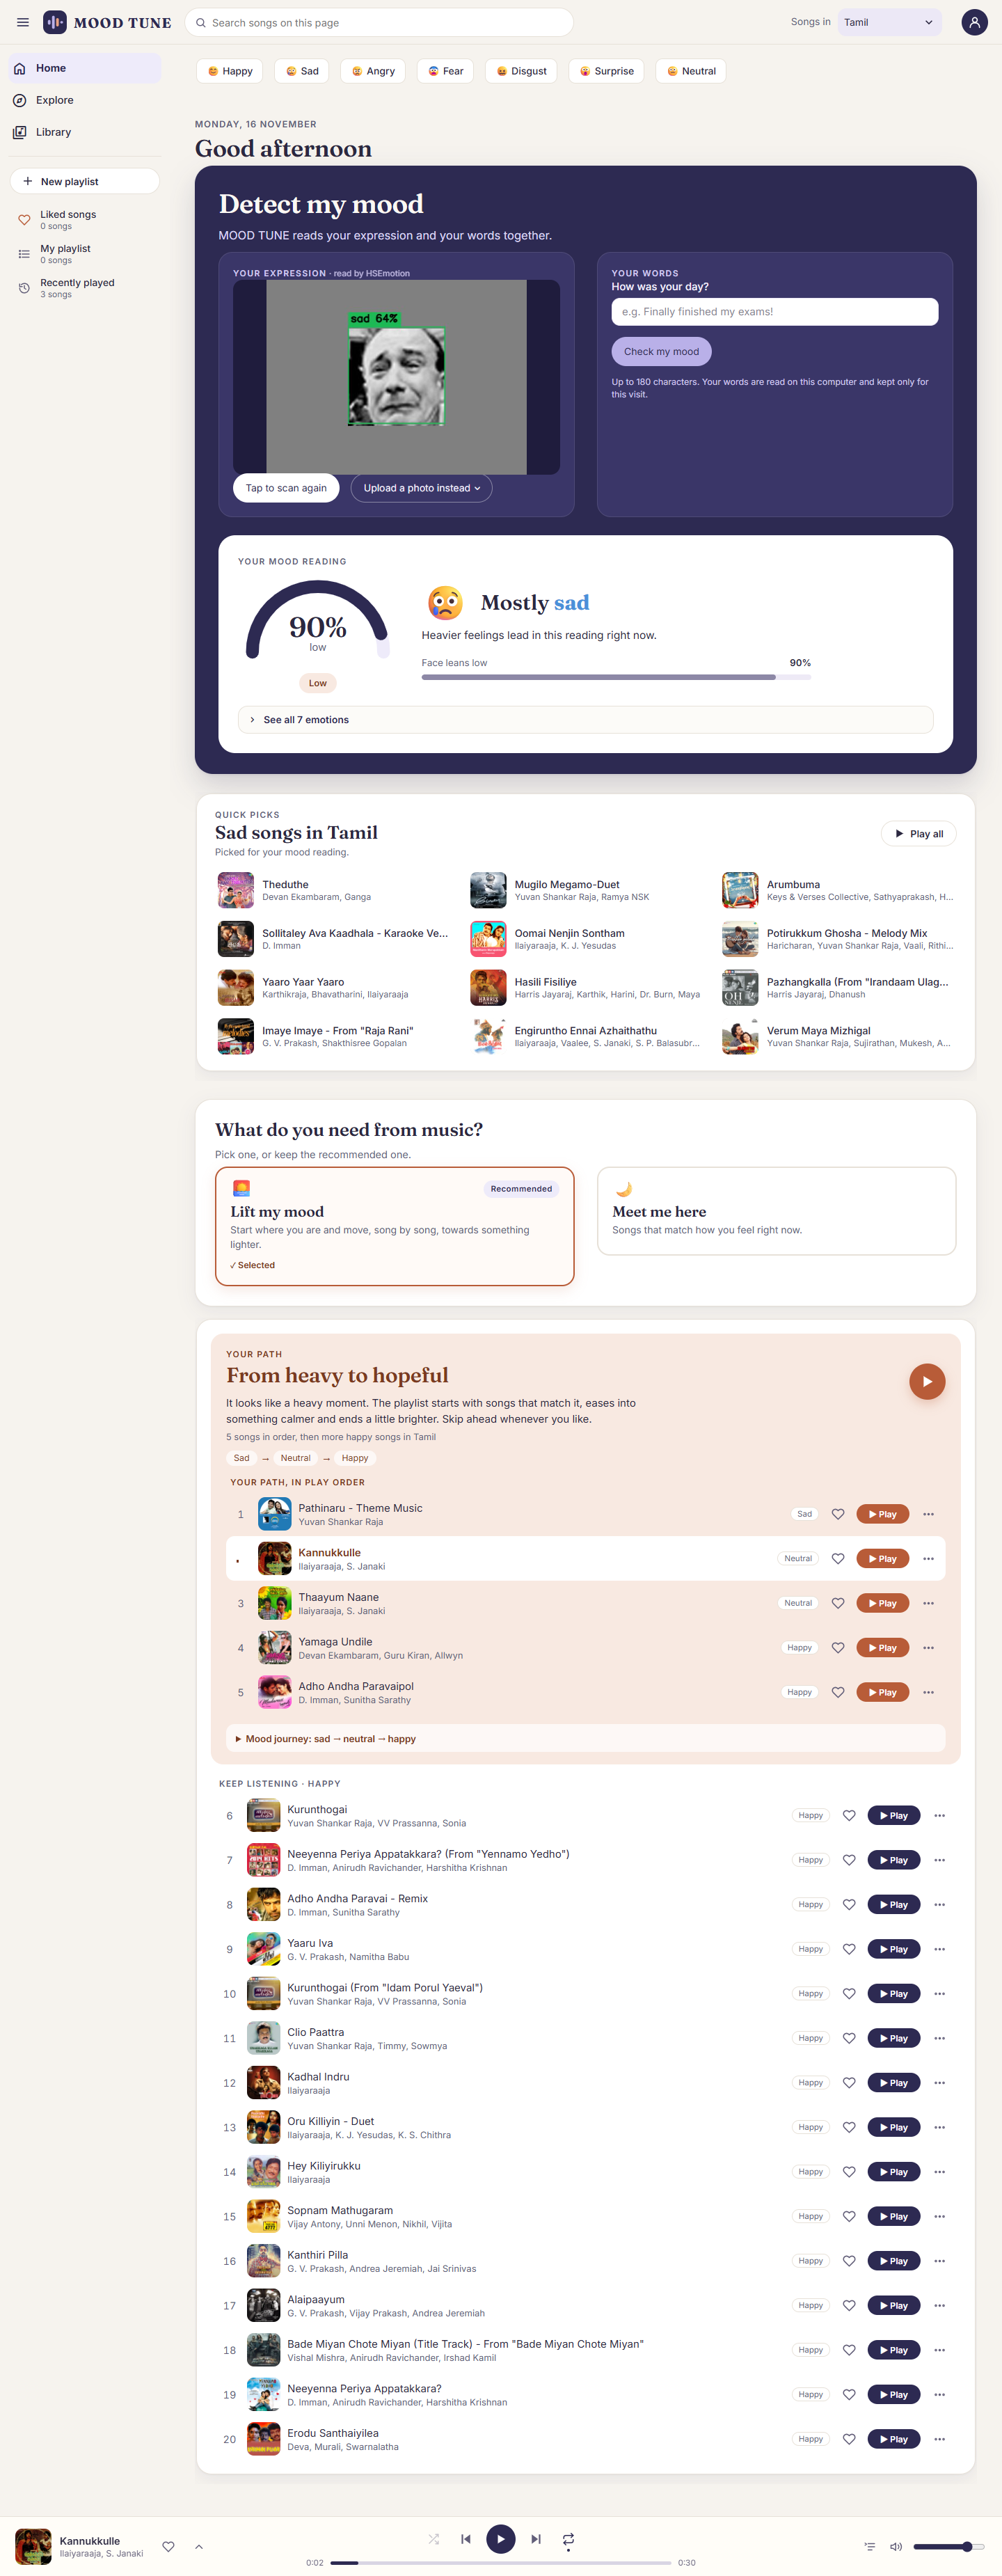 MOOD TUNE
Search songs on this page
Songs in
Tamil
Home
Explore
Library
New playlist
Liked songs
0 songs
My playlist
0 songs
Recently played
3 songs
Happy
Sad
Angry
Fear
Disgust
Surprise
Neutral
MONDAY, 16 NOVEMBER
Good afternoon
Detect my mood
MOOD TUNE reads your expression and your words together.
YOUR EXPRESSION · read by HSEmotion
sad 64%
Tap to scan again
Upload a photo instead
YOUR WORDS
How was your day?
e.g. Finally finished my exams!
Check my mood
Up to 180 characters. Your words are read on this computer and kept only for
this visit.
YOUR MOOD READING
90%
low
Low
Mostly sad
Heavier feelings lead in this reading right now.
Face leans low 90%
See all 7 emotions
QUICK PICKS
Sad songs in Tamil
Picked for your mood reading.
Play all
Theduthe
Devan Ekambaram, Ganga
Mugilo Megamo-Duet
Yuvan Shankar Raja, Ramya NSK
Arumbuma
Keys & Verses Collective, Sathyaprakash, H...
Sollitaley Ava Kaadhala - Karaoke Ve...
D. Imman
Oomai Nenjin Sontham
Ilaiyaraaja, K. J. Yesudas
Potirukkum Ghosha - Melody Mix
Haricharan, Yuvan Shankar Raja, Vaali, Rithi...
Yaaro Yaar Yaaro
Karthikraja, Bhavatharini, Ilaiyaraaja
Hasili Fisiliye
Harris Jayaraj, Karthik, Harini, Dr. Burn, Maya
Pazhangkalla (From "Irandaam Ulag...
Harris Jayaraj, Dhanush
Imaye Imaye - From "Raja Rani"
G. V. Prakash, Shakthisree Gopalan
Engiruntho Ennai Azhaithathu
Ilaiyaraaja, Vaalee, S. Janaki, S. P. Balasubr...
Verum Maya Mizhigal
Yuvan Shankar Raja, Sujirathan, Mukesh, A...
What do you need from music?
Pick one, or keep the recommended one.
Recommended
Lift my mood
Start where you are and move, song by song, towards something
lighter.
✓ Selected
Meet me here
Songs that match how you feel right now.
YOUR PATH
From heavy to hopeful
It looks like a heavy moment. The playlist starts with songs that match it, eases into
something calmer and ends a little brighter. Skip ahead whenever you like.
5 songs in order, then more happy songs in Tamil
Sad → Neutral → Happy
YOUR PATH, IN PLAY ORDER
1 Pathinaru - Theme Music Sad Play
Yuvan Shankar Raja
Kannukkulle Neutral Play
Ilaiyaraaja, S. Janaki
3 Thaayum Naane Neutral Play
Ilaiyaraaja, S. Janaki
4 Yamaga Undile Happy Play
Devan Ekambaram, Guru Kiran, Allwyn
5 Adho Andha Paravaipol Happy Play
D. Imman, Sunitha Sarathy
Mood journey: sad → neutral → happy
KEEP LISTENING · HAPPY
6 Kurunthogai Happy Play
Yuvan Shankar Raja, VV Prassanna, Sonia
7 Neeyenna Periya Appatakkara? (From "Yennamo Yedho") Happy Play
D. Imman, Anirudh Ravichander, Harshitha Krishnan
8 Adho Andha Paravai - Remix Happy Play
D. Imman, Sunitha Sarathy
9 Yaaru Iva Happy Play
G. V. Prakash, Namitha Babu
10 Kurunthogai (From "Idam Porul Yaeval") Happy Play
Yuvan Shankar Raja, VV Prassanna, Sonia
11 Clio Paattra Happy Play
Yuvan Shankar Raja, Timmy, Sowmya
12 Kadhal Indru Happy Play
Ilaiyaraaja
13 Oru Killiyin - Duet Happy Play
Ilaiyaraaja, K. J. Yesudas, K. S. Chithra
14 Hey Kiliyirukku Happy Play
Ilaiyaraaja
15 Sopnam Mathugaram Happy Play
Vijay Antony, Unni Menon, Nikhil, Vijita
16 Kanthiri Pilla Happy Play
G. V. Prakash, Andrea Jeremiah, Jai Srinivas
17 Alaipaayum Happy Play
G. V. Prakash, Vijay Prakash, Andrea Jeremiah
18 Bade Miyan Chote Miyan (Title Track) - From "Bade Miyan Chote Miyan" Happy Play
Vishal Mishra, Anirudh Ravichander, Irshad Kamil
19 Neeyenna Periya Appatakkara? Happy Play
D. Imman, Anirudh Ravichander, Harshitha Krishnan
20 Erodu Santhaiyilea Happy Play
Deva, Murali, Swarnalatha
Kannukkulle
Ilaiyaraaja, S. Janaki
0:02
0:30